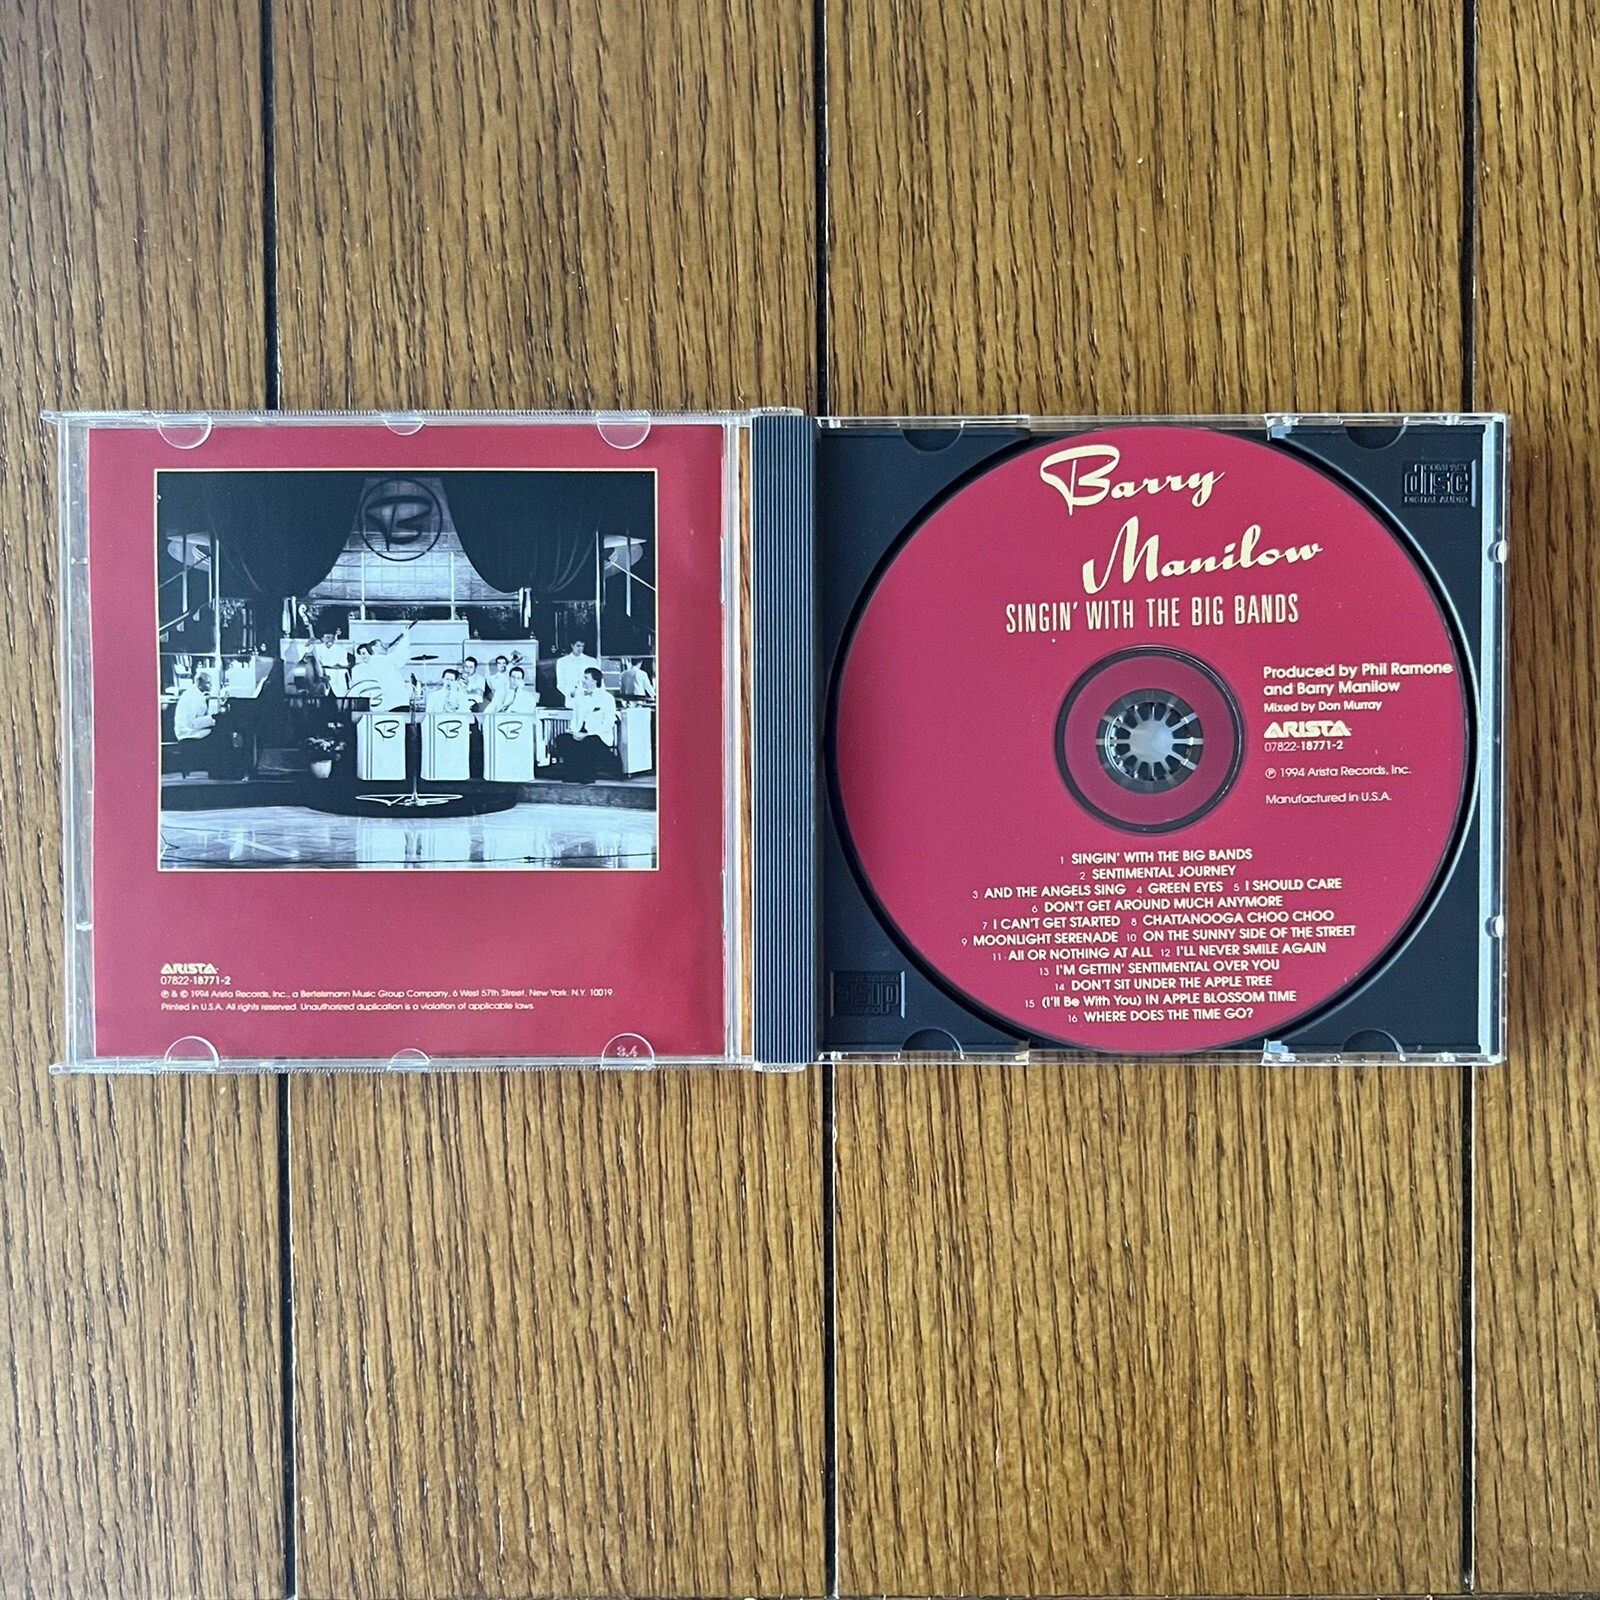 B
B B B
ARISTA
07822-18771-2
℗ & © 1994 Arista Records, Inc., a Bertelsmann Music Group Company, 6 West 57th Street, New York. N.Y. 10019
Printed in U.S.A. All rights reserved. Unauthorized duplication is a violation of applicable laws.
3.4
Barry
Manilow
SINGIN' WITH THE BIG BANDS
COMPACT
disc
DIGITAL AUDIO
Produced by Phil Ramone
and Barry Manilow
Mixed by Don Murray
ARISTA
07822-18771-2
℗ 1994 Arista Records, Inc.
Manufactured in U.S.A.
1 SINGIN' WITH THE BIG BANDS
2 SENTIMENTAL JOURNEY
3 AND THE ANGELS SING 4 GREEN EYES 5 I SHOULD CARE
6 DON'T GET AROUND MUCH ANYMORE
7 I CAN'T GET STARTED 8 CHATTANOOGA CHOO CHOO
9 MOONLIGHT SERENADE 10 ON THE SUNNY SIDE OF THE STREET
11 All OR NOTHING AT ALL 12 I'LL NEVER SMILE AGAIN
13 I'M GETTIN' SENTIMENTAL OVER YOU
14 DON'T SIT UNDER THE APPLE TREE
15 (I'll Be With You) IN APPLE BLOSSOM TIME
16 WHERE DOES THE TIME GO?